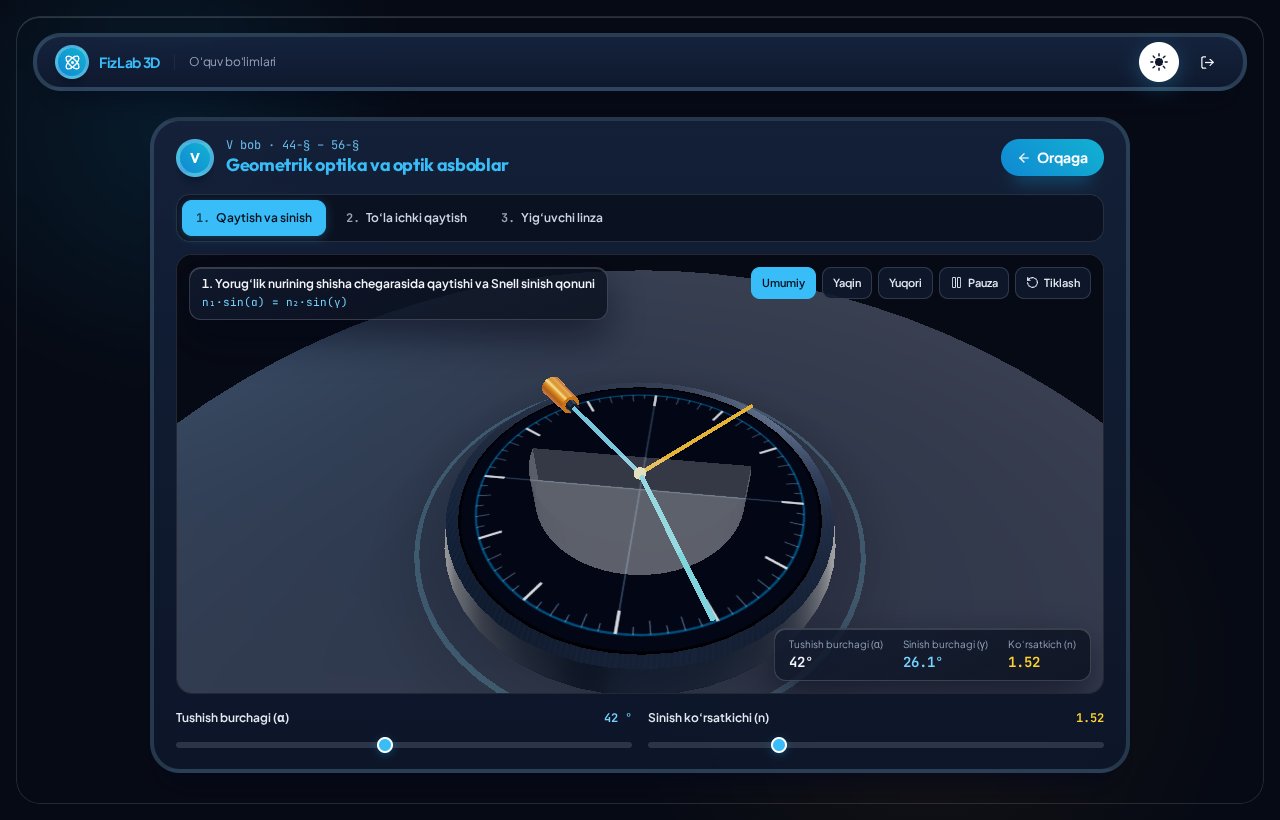 FizLab 3D
O‘quv bo‘limlari
V
V bob · 44-§ – 56-§
Geometrik optika va optik asboblar
Orqaga
1. Qaytish va sinish
2. To‘la ichki qaytish
3. Yig‘uvchi linza
1. Yorug‘lik nurining shisha chegarasida qaytishi va Snell sinish qonuni
n₁·sin(α) = n₂·sin(γ)
Umumiy
Yaqin
Yuqori
Pauza
Tiklash
Tushish burchagi (α)
42°
Sinish burchagi (γ)
26.1°
Ko‘rsatkich (n)
1.52
Tushish burchagi (α)
42 °
Sinish ko‘rsatkichi (n)
1.52